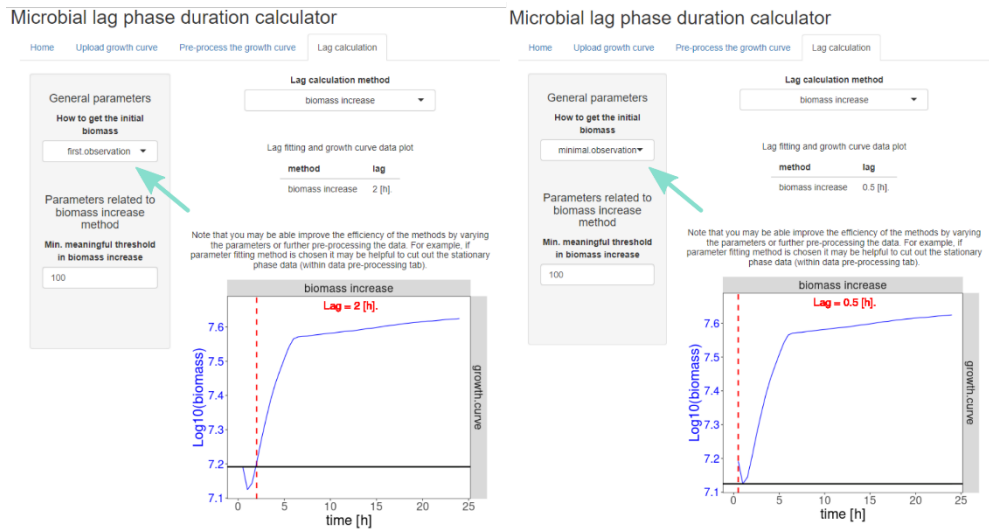 Microbial lag phase duration calculator
Home Upload growth curve Pre-process the growth curve Lag calculation
General parameters
How to get the initial
biomass
first.observation
Parameters related to
biomass increase
method
Min. meaningful threshold
in biomass increase
100
Lag calculation method
biomass increase
Lag fitting and growth curve data plot
method lag
biomass increase 2 [h].
Note that you may be able improve the efficiency of the methods by varying
the parameters or further pre-processing the data. For example, if
parameter fitting method is chosen it may be helpful to cut out the stationary
phase data (within data pre-processing tab).
biomass increase
Lag = 2 [h].
Log10(biomass)
7.6
7.5
7.4
7.3
7.2
7.1
0 5 10 15 20 25
time [h]
growth.curve
Microbial lag phase duration calculator
Home Upload growth curve Pre-process the growth curve Lag calculation
General parameters
How to get the initial
biomass
minimal.observation
Parameters related to
biomass increase
method
Min. meaningful threshold
in biomass increase
100
Lag calculation method
biomass increase
Lag fitting and growth curve data plot
method lag
biomass increase 0.5 [h].
Note that you may be able improve the efficiency of the methods by varying
the parameters or further pre-processing the data. For example, if
parameter fitting method is chosen it may be helpful to cut out the stationary
phase data (within data pre-processing tab).
biomass increase
Lag = 0.5 [h].
Log10(biomass)
7.6
7.5
7.4
7.3
7.2
7.1
0 5 10 15 20 25
time [h]
growth.curve